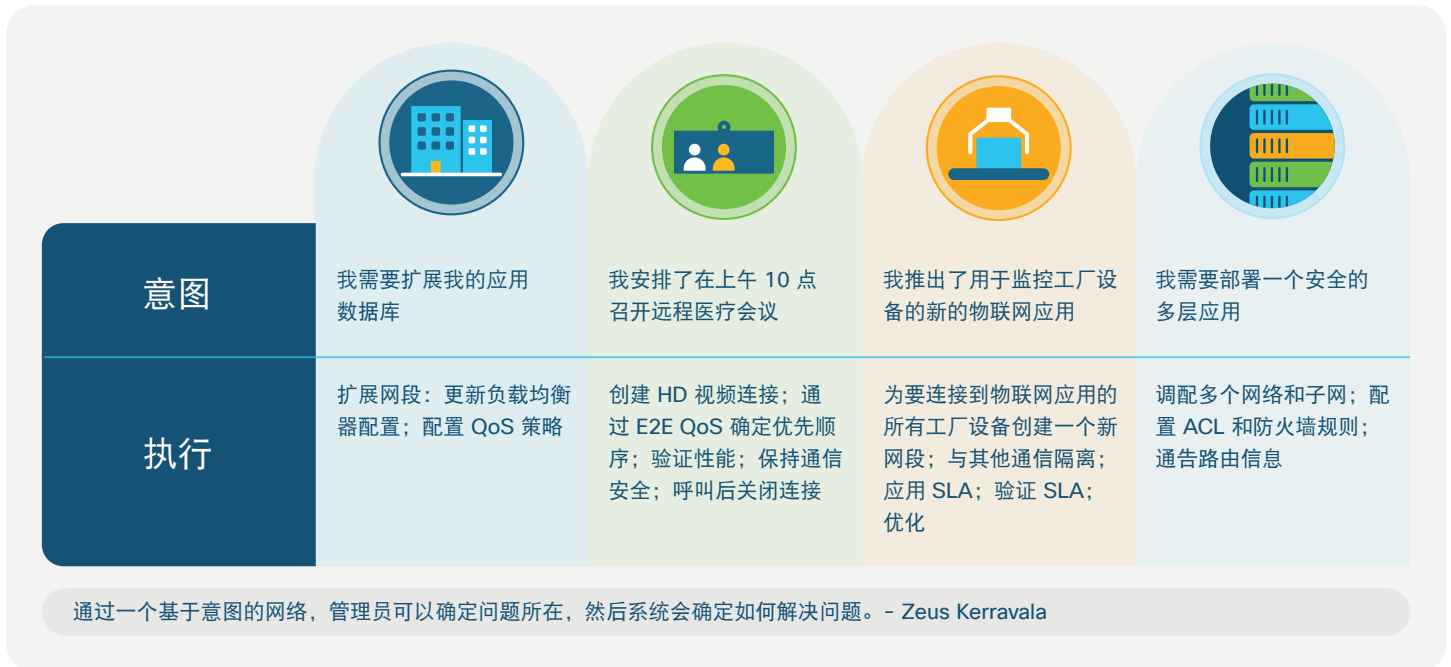 意图
我需要扩展我的应用
数据库
我安排了在上午 10 点
召开远程医疗会议
我推出了用于监控工厂设
备的新的物联网应用
我需要部署一个安全的
多层应用
执行
扩展网段：更新负载均衡
器配置；配置 QoS 策略
创建 HD 视频连接；通
过 E2E QoS 确定优先顺
序；验证性能；保持通信
安全；呼叫后关闭连接
为要连接到物联网应用的
所有工厂设备创建一个新
网段；与其他通信隔离；
应用 SLA；验证 SLA；
优化
调配多个网络和子网；配
置 ACL 和防火墙规则；
通告路由信息
通过一个基于意图的网络，管理员可以确定问题所在，然后系统会确定如何解决问题。- Zeus Kerravala